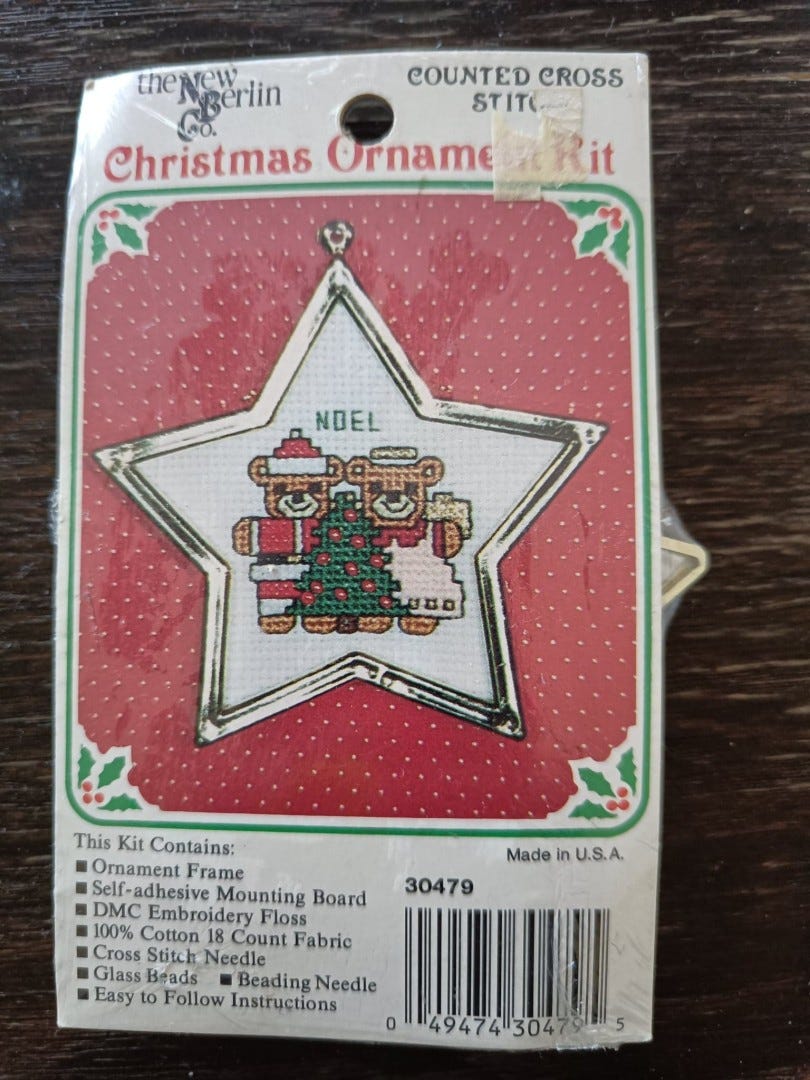 the New
Berlin
Co.
COUNTED CROSS
STITC
Christmas Ornament Kit
NOEL
This Kit Contains:
■ Ornament Frame
■ Self-adhesive Mounting Board
■ DMC Embroidery Floss
■ 100% Cotton 18 Count Fabric
■ Cross Stitch Needle
■ Glass Beads ■ Beading Needle
■ Easy to Follow Instructions
Made in U.S.A.
30479
0 49474 30479 5